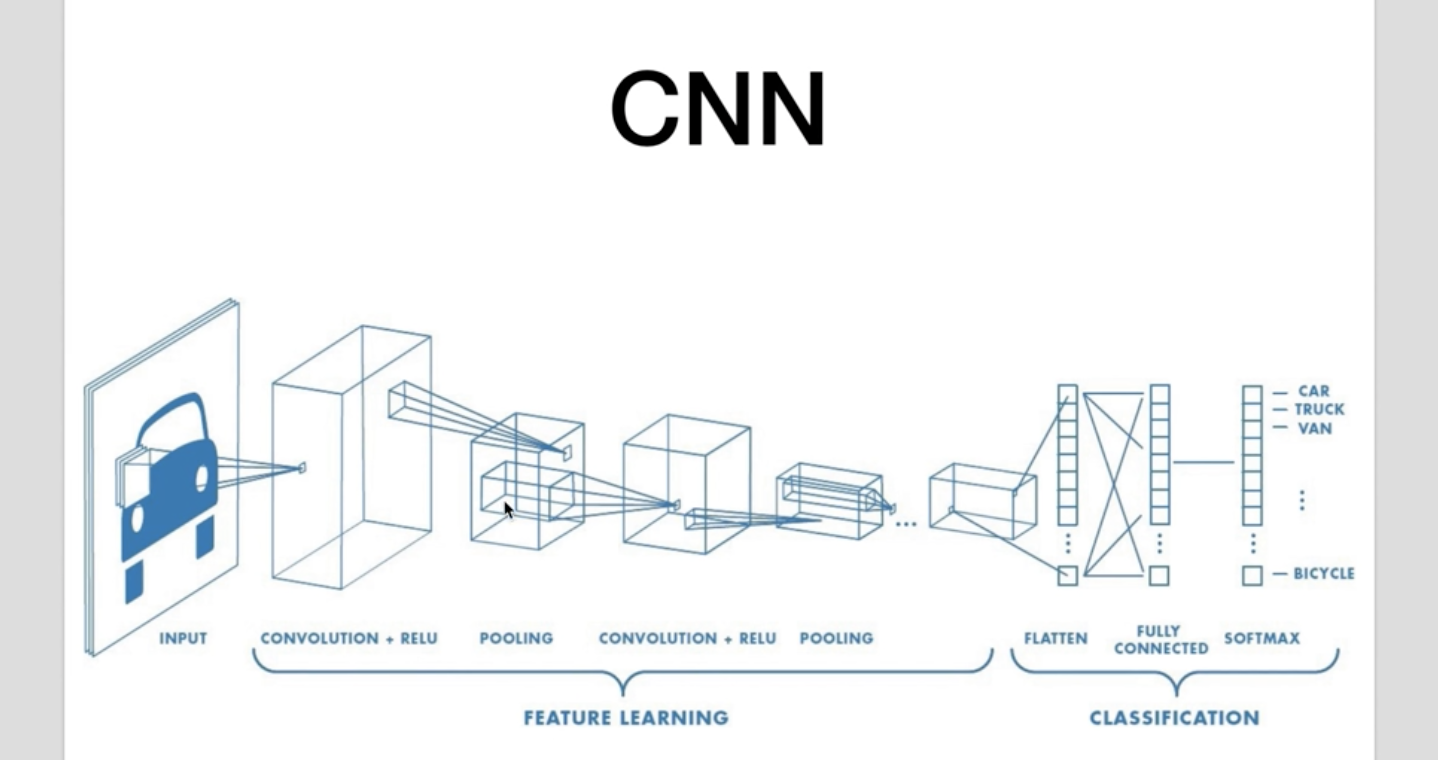 CNN
CAR
TRUCK
VAN
BICYCLE
INPUT
CONVOLUTION + RELU
POOLING
CONVOLUTION + RELU
POOLING
FLATTEN
FULLY
CONNECTED
SOFTMAX
FEATURE LEARNING
CLASSIFICATION